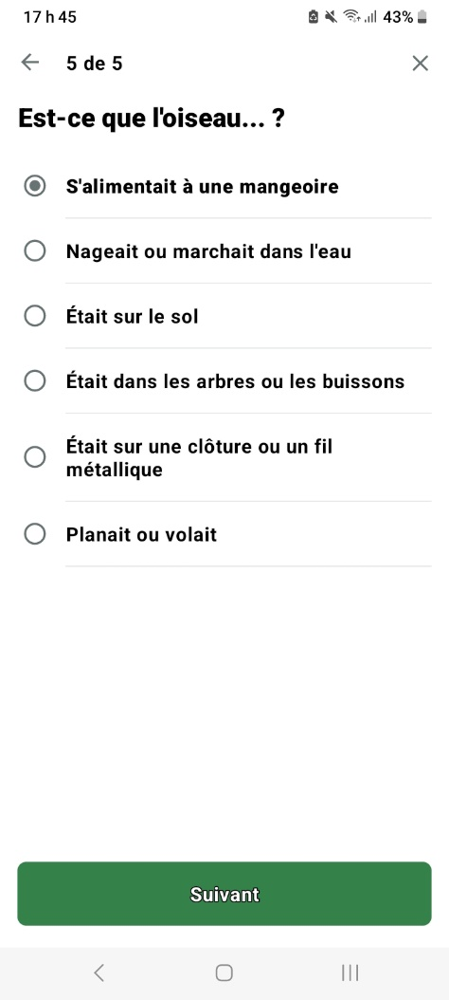 17 h 45
43%
5 de 5
Est-ce que l'oiseau... ?
S'alimentait à une mangeoire
Nageait ou marchait dans l'eau
Était sur le sol
Était dans les arbres ou les buissons
Était sur une clôture ou un fil
métallique
Planait ou volait
Suivant